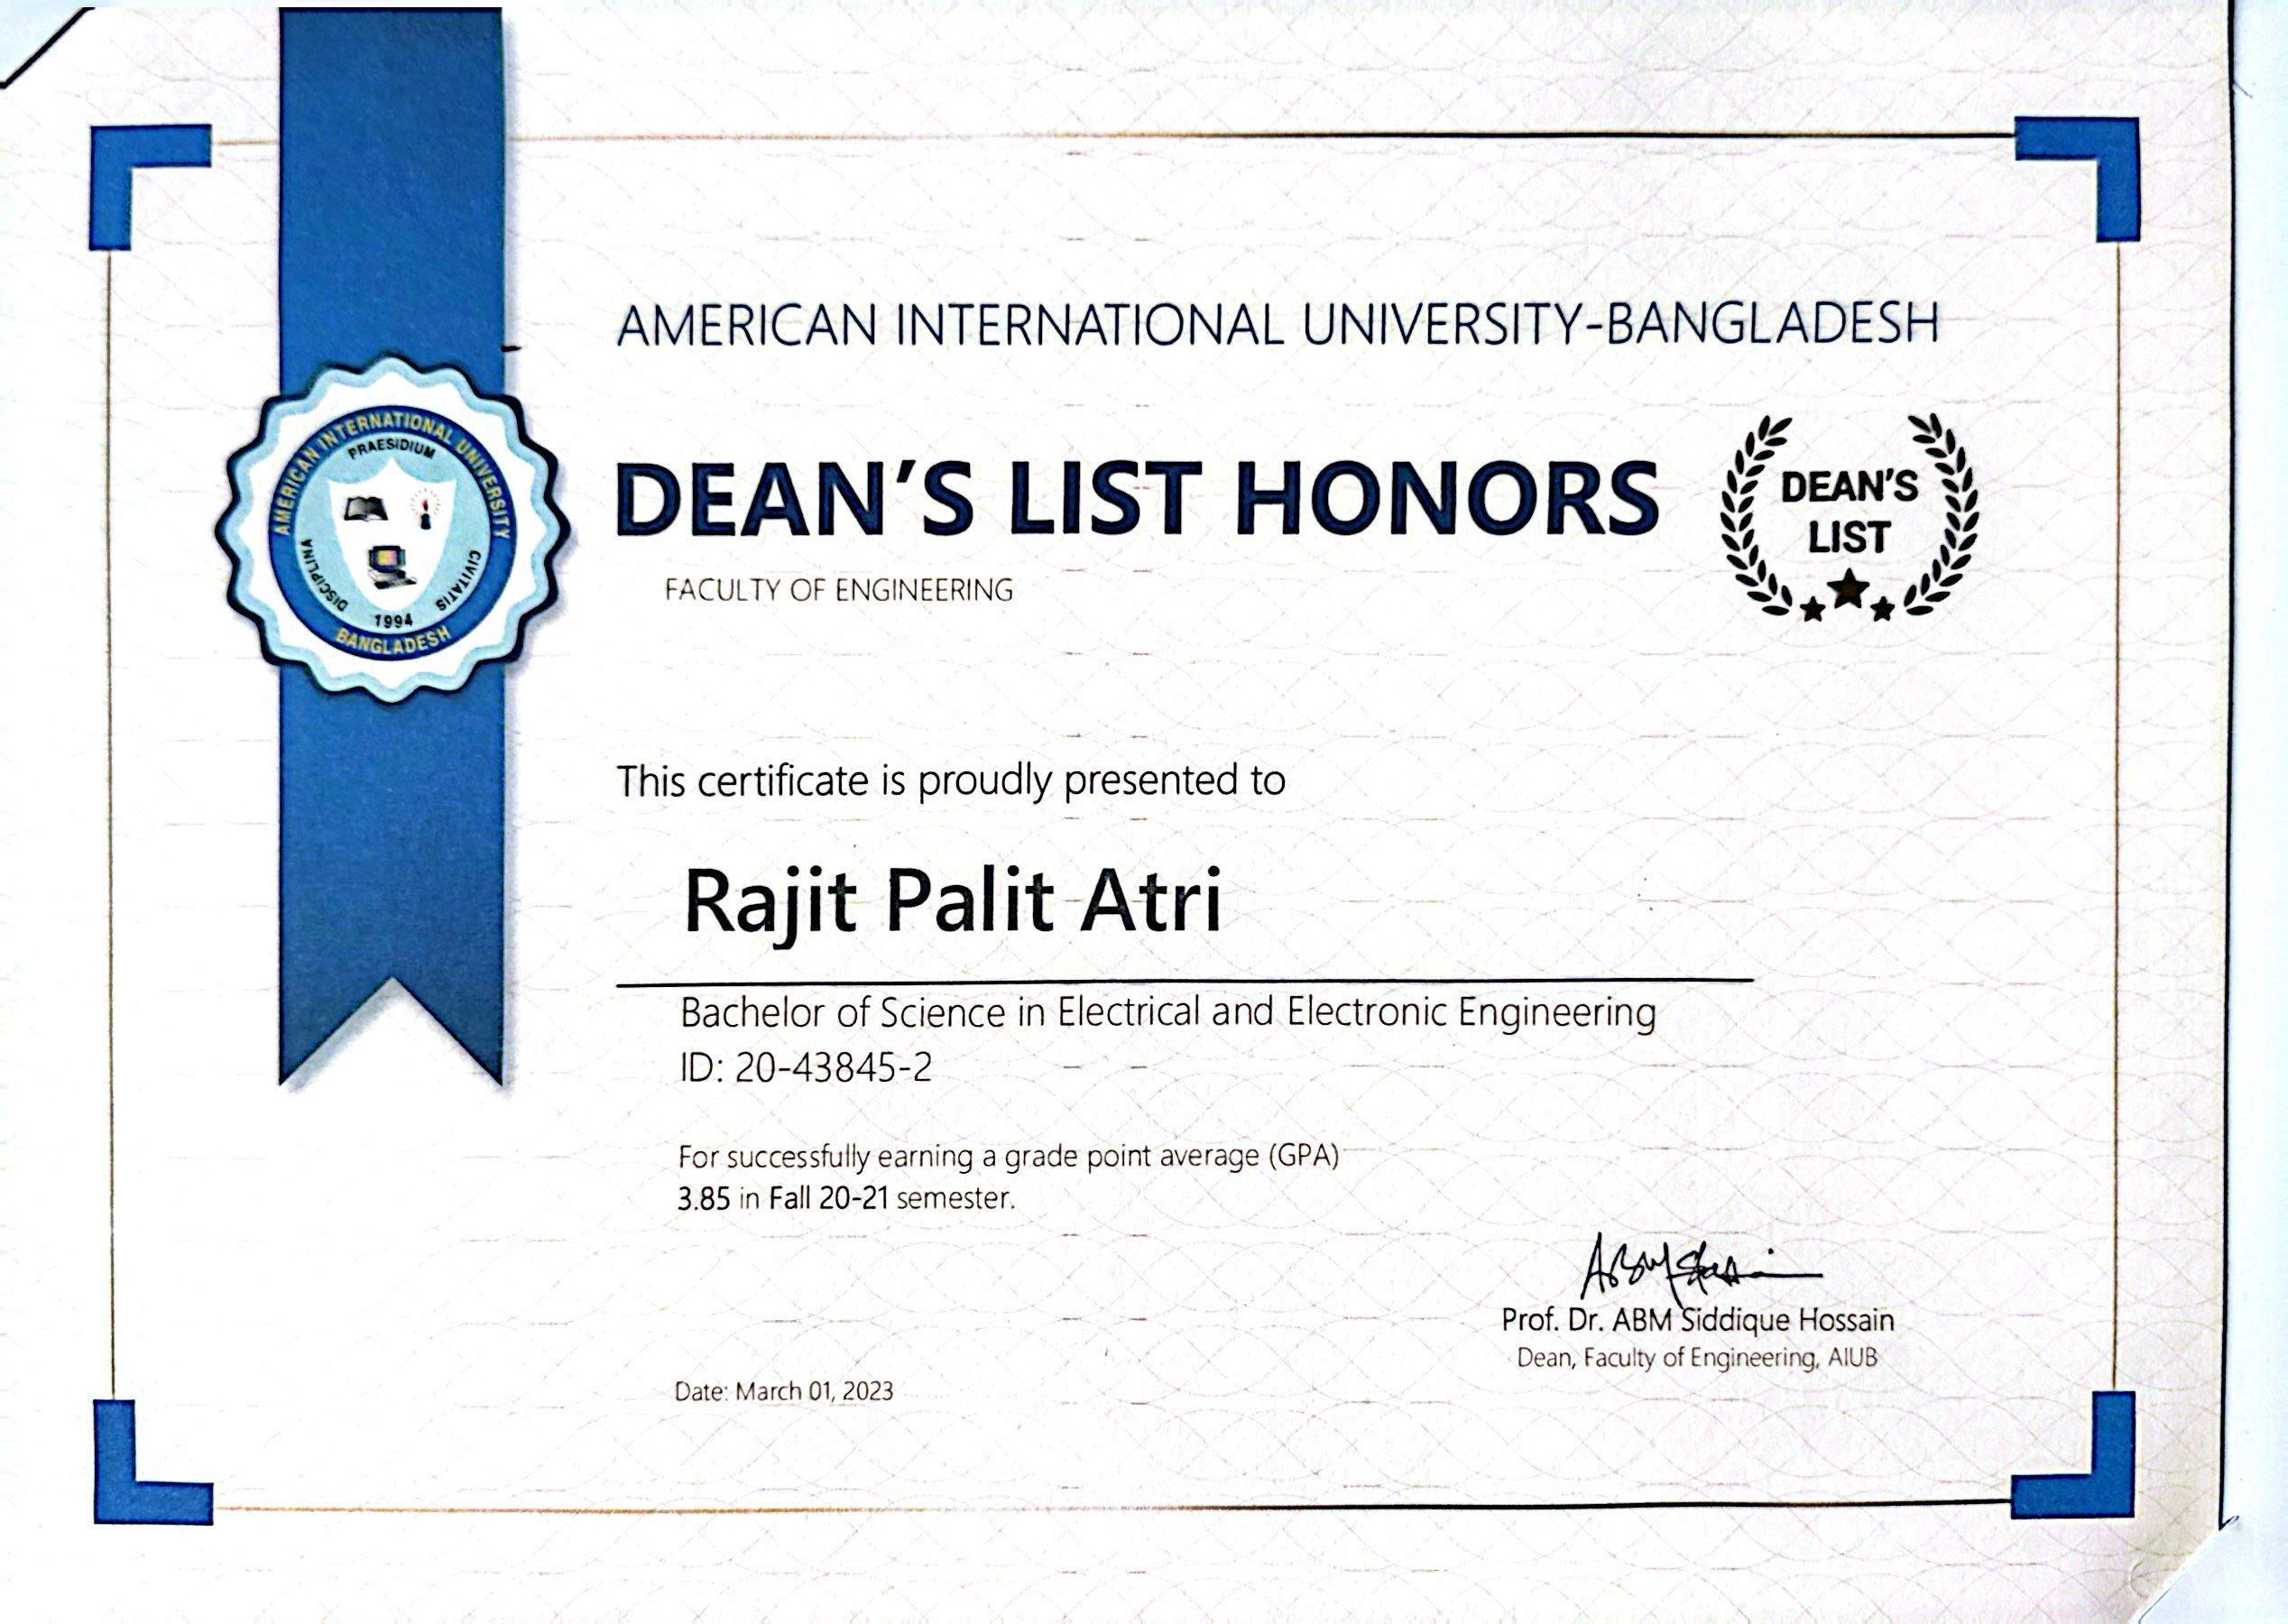 AMERICAN INTERNATIONAL UNIVERSITY-BANGLADESH
DEAN'S LIST HONORS
DEAN'S
LIST
FACULTY OF ENGINEERING
AMERICAN INTERNATIONAL UNIVERSITY
PRAESIDIUM
DISCIPLINA
CIVITATIS
1994
BANGLADESH
This certificate is proudly presented to
Rajit Palit Atri
Bachelor of Science in Electrical and Electronic Engineering
ID: 20-43845-2
For successfully earning a grade point average (GPA)
3.85 in Fall 20-21 semester.
Prof. Dr. ABM Siddique Hossain
Dean, Faculty of Engineering, AIUB
Date: March 01, 2023